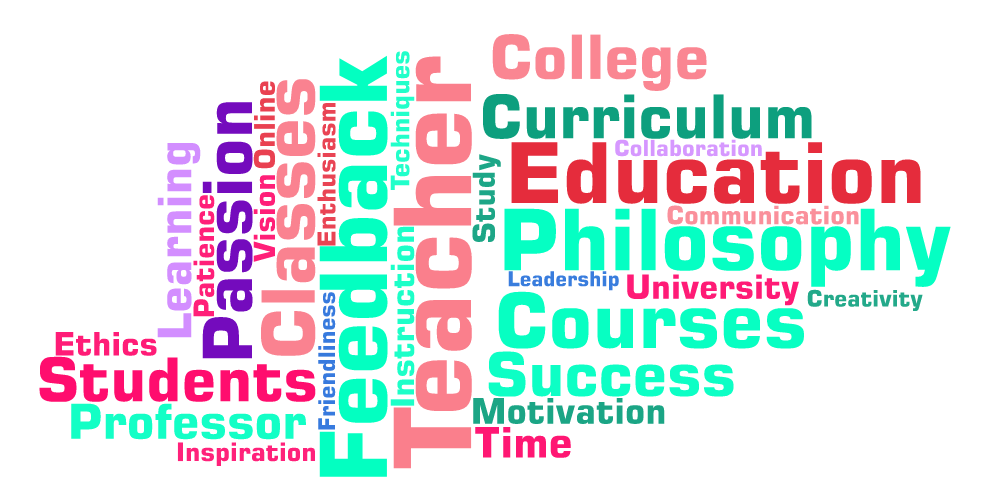 College
Curriculum
Collaboration
Education
Communication
Philosophy
Leadership
University
Creativity
Courses
Success
Motivation
Time
Study
Teacher
Techniques
Instruction
Feedback
Enthusiasm
Friendliness
Classes
Online
Vision
Passion
Patience
Learning
Ethics
Students
Professor
Inspiration